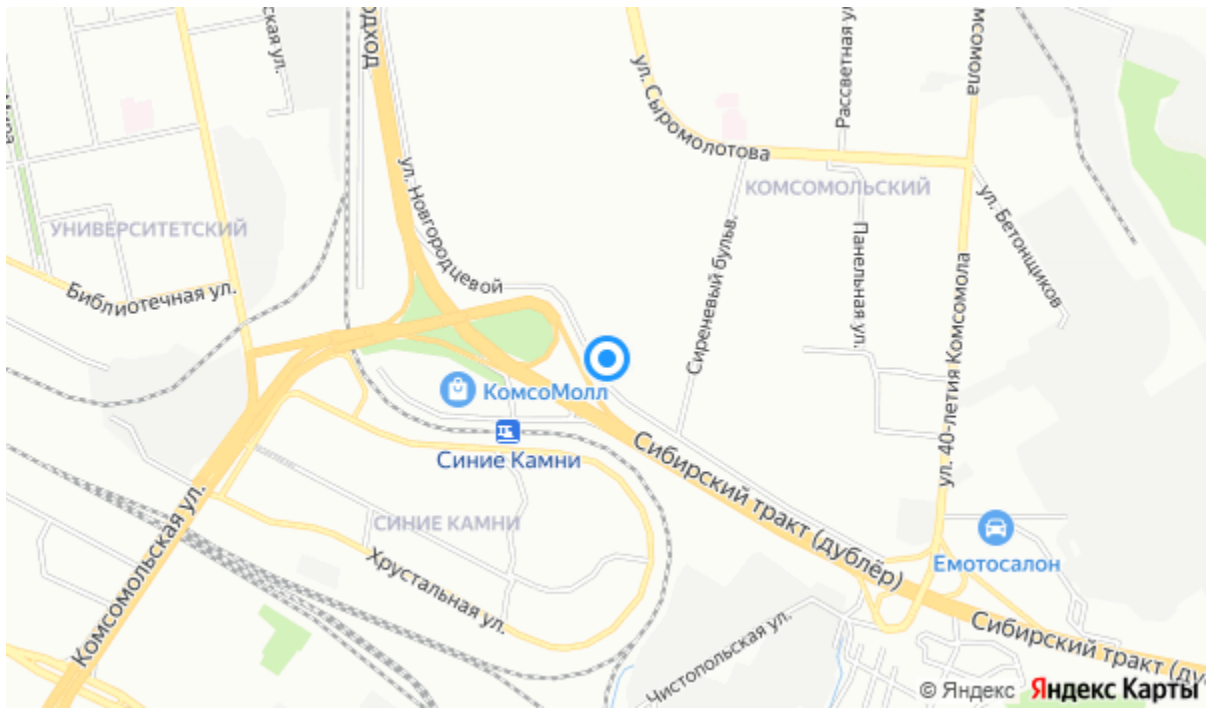 ская ул.
одход
ул. Сыромолотова
Рассветная ул
омсомола
ул. Новгородцевой
КОМСОМОЛЬСКИЙ
УНИВЕРСИТЕТСКИЙ
ул. Бетонщиков
Сиреневый бульв.
Панельная ул.
Библиотечная ул.
ул. 40-летия Комсомола
КомсоМолл
Синие Камни
Сибирский тракт (дублёр)
СИНИЕ КАМНИ
Комсомольская ул.
Хрустальная ул.
Емотосалон
Чистопольская ул.
Сибирский тракт (ду
© Яндекс Яндекс Карты